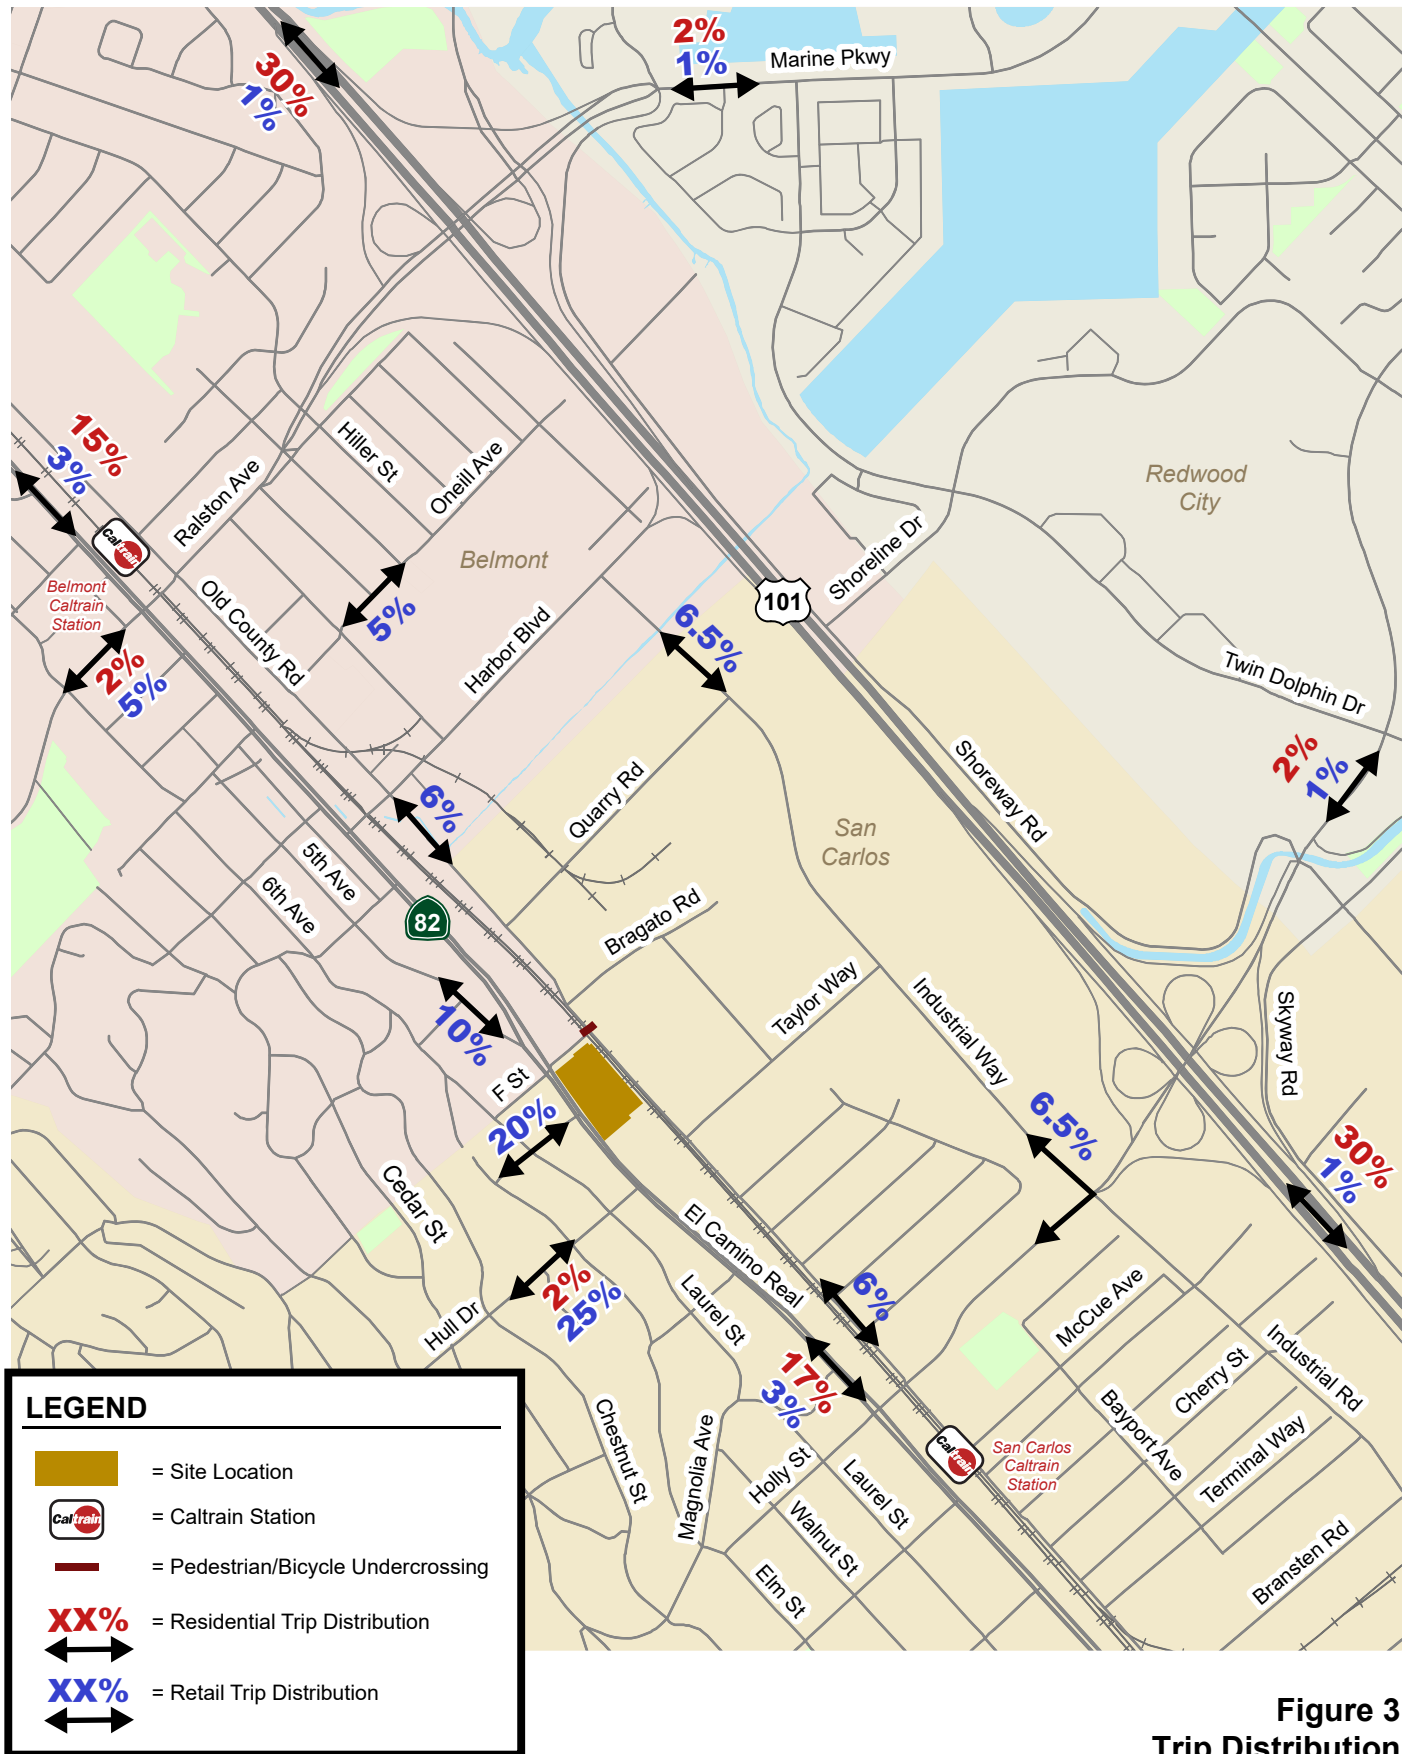 2%
1%
Marine Pkwy
30%
1%
15%
3%
Hiller St
Oneill Ave
Ralston Ave
Redwood
City
Caltrain
Belmont
Shoreline Dr
Belmont
Caltrain
Station
Old County Rd
5%
101
6.5%
Harbor Blvd
2%
5%
Twin Dolphin Dr
2%
1%
Shoreway Rd
Quarry Rd
6%
San
Carlos
5th Ave
6th Ave
82
Bragato Rd
Taylor Way
Industrial Way
Skyway Rd
10%
F St
20%
6.5%
30%
1%
Cedar St
El Camino Real
Laurel St
6%
McCue Ave
Hull Dr
2%
25%
Industrial Rd
Cherry St
17%
3%
Bayport Ave
Chestnut St
Magnolia Ave
Holly St
Laurel St
Caltrain
San Carlos
Caltrain
Station
Terminal Way
Walnut St
Elm St
Bransten Rd
LEGEND
= Site Location
Caltrain
= Caltrain Station
= Pedestrian/Bicycle Undercrossing
XX%
= Residential Trip Distribution
XX%
= Retail Trip Distribution
Figure 3
Trip Distribution